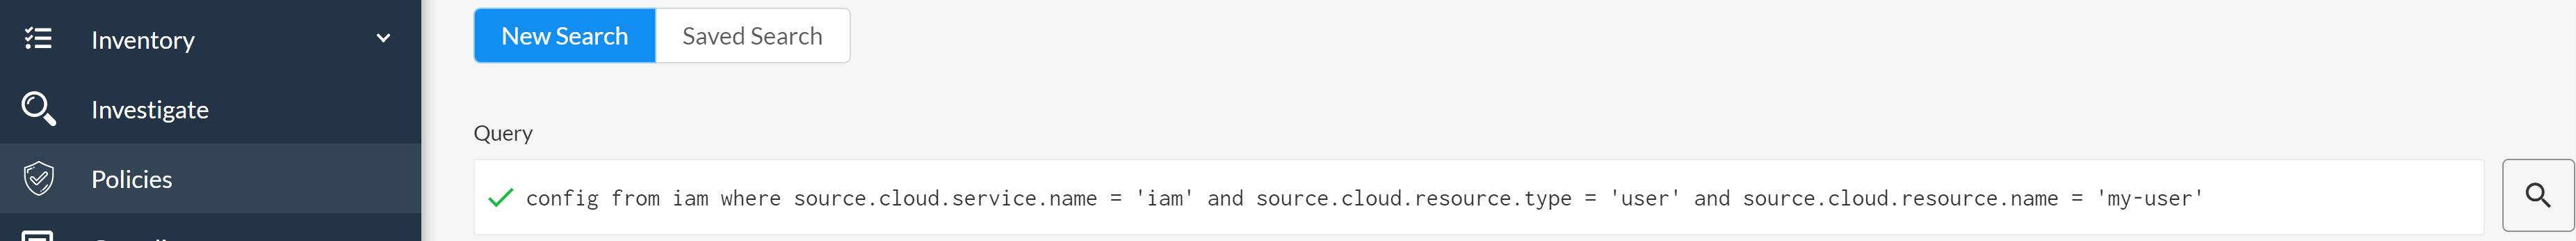 Inventory
New Search
Saved Search
Investigate
Query
Policies
config from iam where source.cloud.service.name = 'iam' and source.cloud.resource.type = 'user' and source.cloud.resource.name = 'my-user'